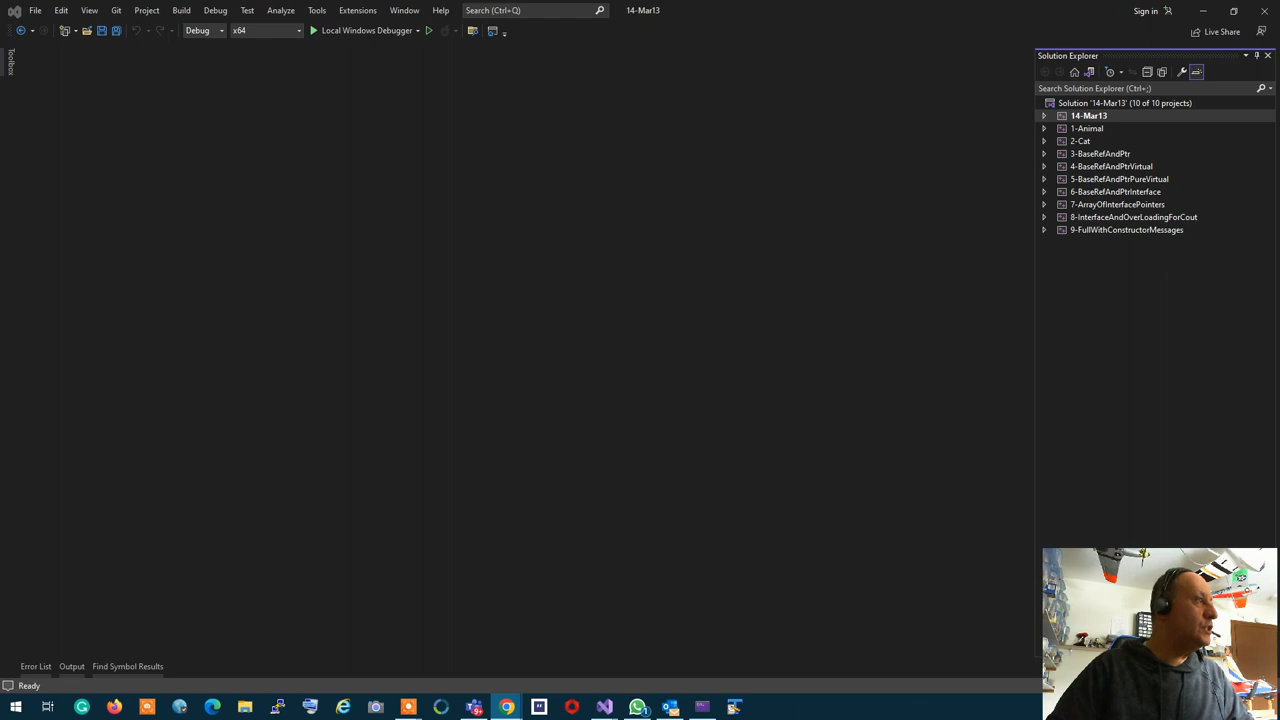 File Edit View Git Project Build Debug Test Analyze Tools Extensions Window Help Search (Ctrl+Q) 14-Mar13 Sign in
Debug x64 Local Windows Debugger Live Share
Toolbox
Solution Explorer
Search Solution Explorer (Ctrl+;)
Solution '14-Mar13' (10 of 10 projects)
14-Mar13
1-Animal
2-Cat
3-BaseRefAndPtr
4-BaseRefAndPtrVirtual
5-BaseRefAndPtrPureVirtual
6-BaseRefAndPtrInterface
7-ArrayOfInterfacePointers
8-InterfaceAndOverLoadingForCout
9-FullWithConstructorMessages
Error List Output Find Symbol Results
Ready